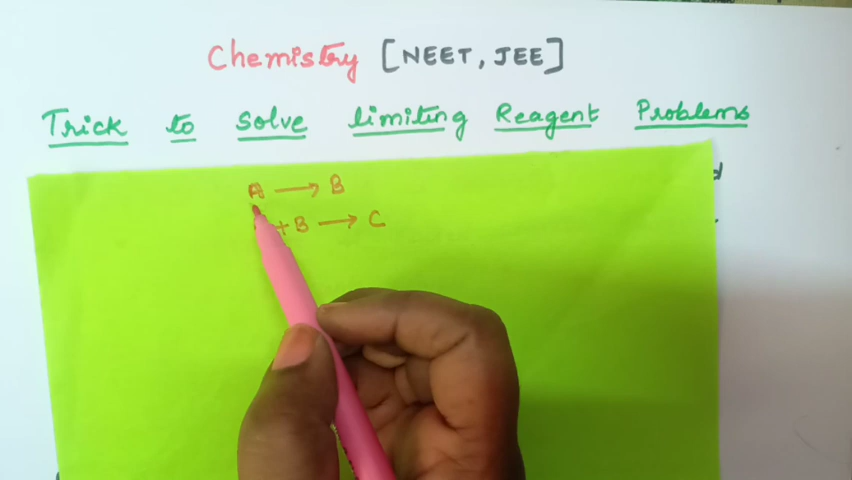 Chemistry [NEET, JEE]
Trick to solve limiting Reagent Problems
A → B
+ B → C